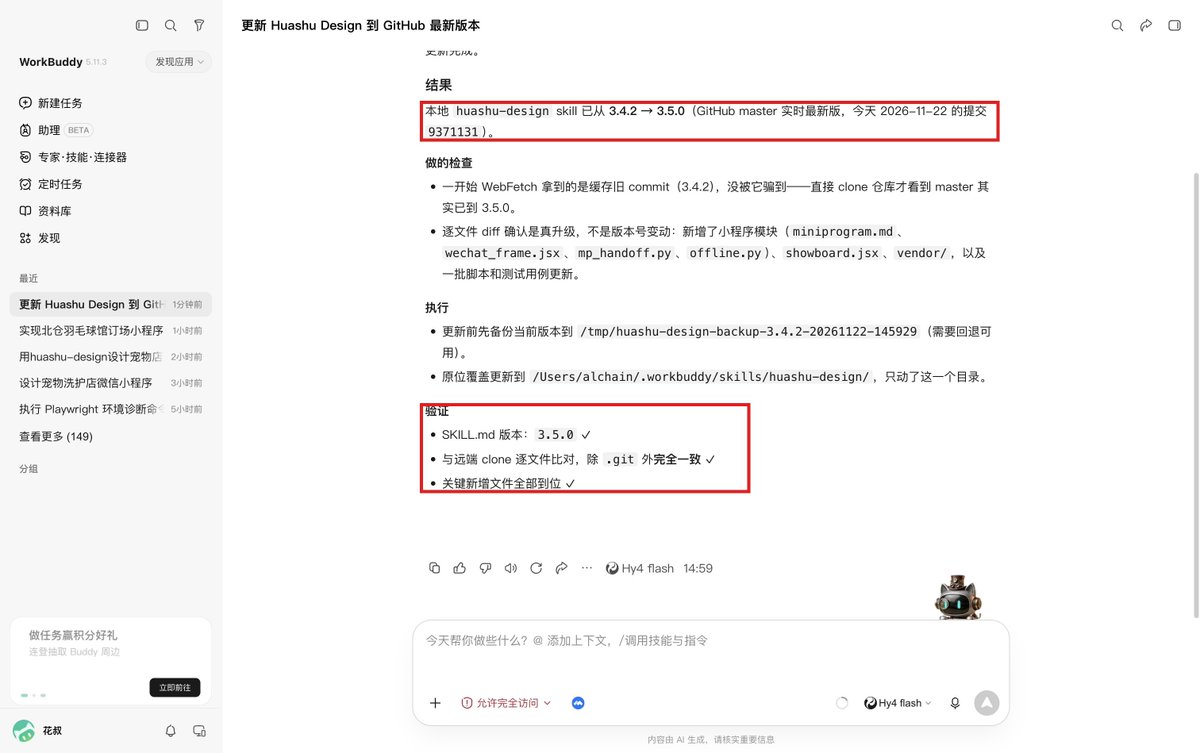 更新 Huashu Design 到 GitHub 最新版本
WorkBuddy 5.11.3
发现应用
新建任务
助理 BETA
专家·技能·连接器
定时任务
资料库
发现
最近
更新 Huashu Design 到 GitH 1分钟前
实现北仓羽毛球馆订场小程序 1小时前
用huashu-design设计宠物店 2小时前
设计宠物洗护店微信小程序 3小时前
执行 Playwright 环境诊断命令 5小时前
查看更多 (149)
分组
做任务赢积分好礼
连登抽取 Buddy 周边
立即前往
花叔
更新完成。
结果
本地 huashu-design skill 已从 3.4.2 → 3.5.0（GitHub master 实时最新版，今天 2026-11-22 的提交
9371131）。
做的检查
• 一开始 WebFetch 拿到的是缓存旧 commit（3.4.2），没被它骗到——直接 clone 仓库才看到 master 其
实已到 3.5.0。
• 逐文件 diff 确认是真升级，不是版本号变动：新增了小程序模块（miniprogram.md、
wechat_frame.jsx、mp_handoff.py、offline.py）、showboard.jsx、vendor/，以及
一批脚本和测试用例更新。
执行
• 更新前先备份当前版本到 /tmp/huashu-design-backup-3.4.2-20261122-145929（需要回退可
用）。
• 原位覆盖更新到 /Users/alchain/.workbuddy/skills/huashu-design/，只动了这一个目录。
验证
• SKILL.md 版本：3.5.0 ✓
• 与远端 clone 逐文件比对，除 .git 外完全一致 ✓
• 关键新增文件全部到位 ✓
Hy4 flash 14:59
今天帮你做些什么？@ 添加上下文，/调用技能与指令
允许完全访问
Hy4 flash
内容由 AI 生成，请核实重要信息